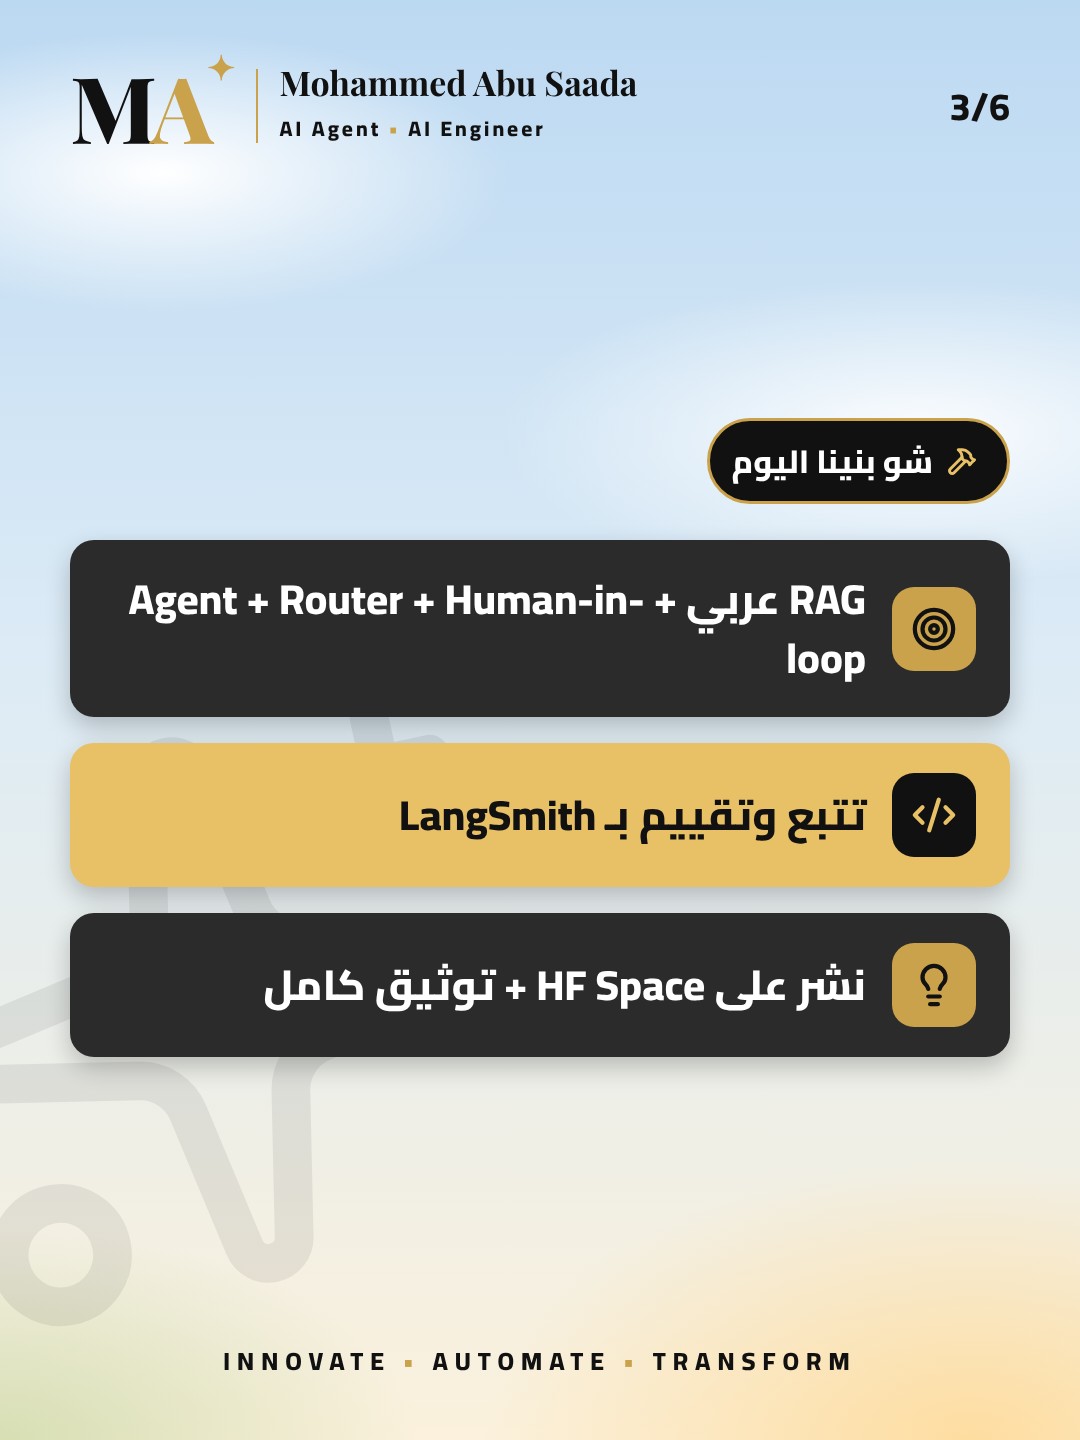 MA
Mohammed Abu Saada
AI Agent ▪ AI Engineer
3/6
شو بنينا اليوم
RAG عربي + Agent + Router + Human-in-
loop
تتبع وتقييم بـ LangSmith
نشر على HF Space + توثيق كامل
INNOVATE ▪ AUTOMATE ▪ TRANSFORM